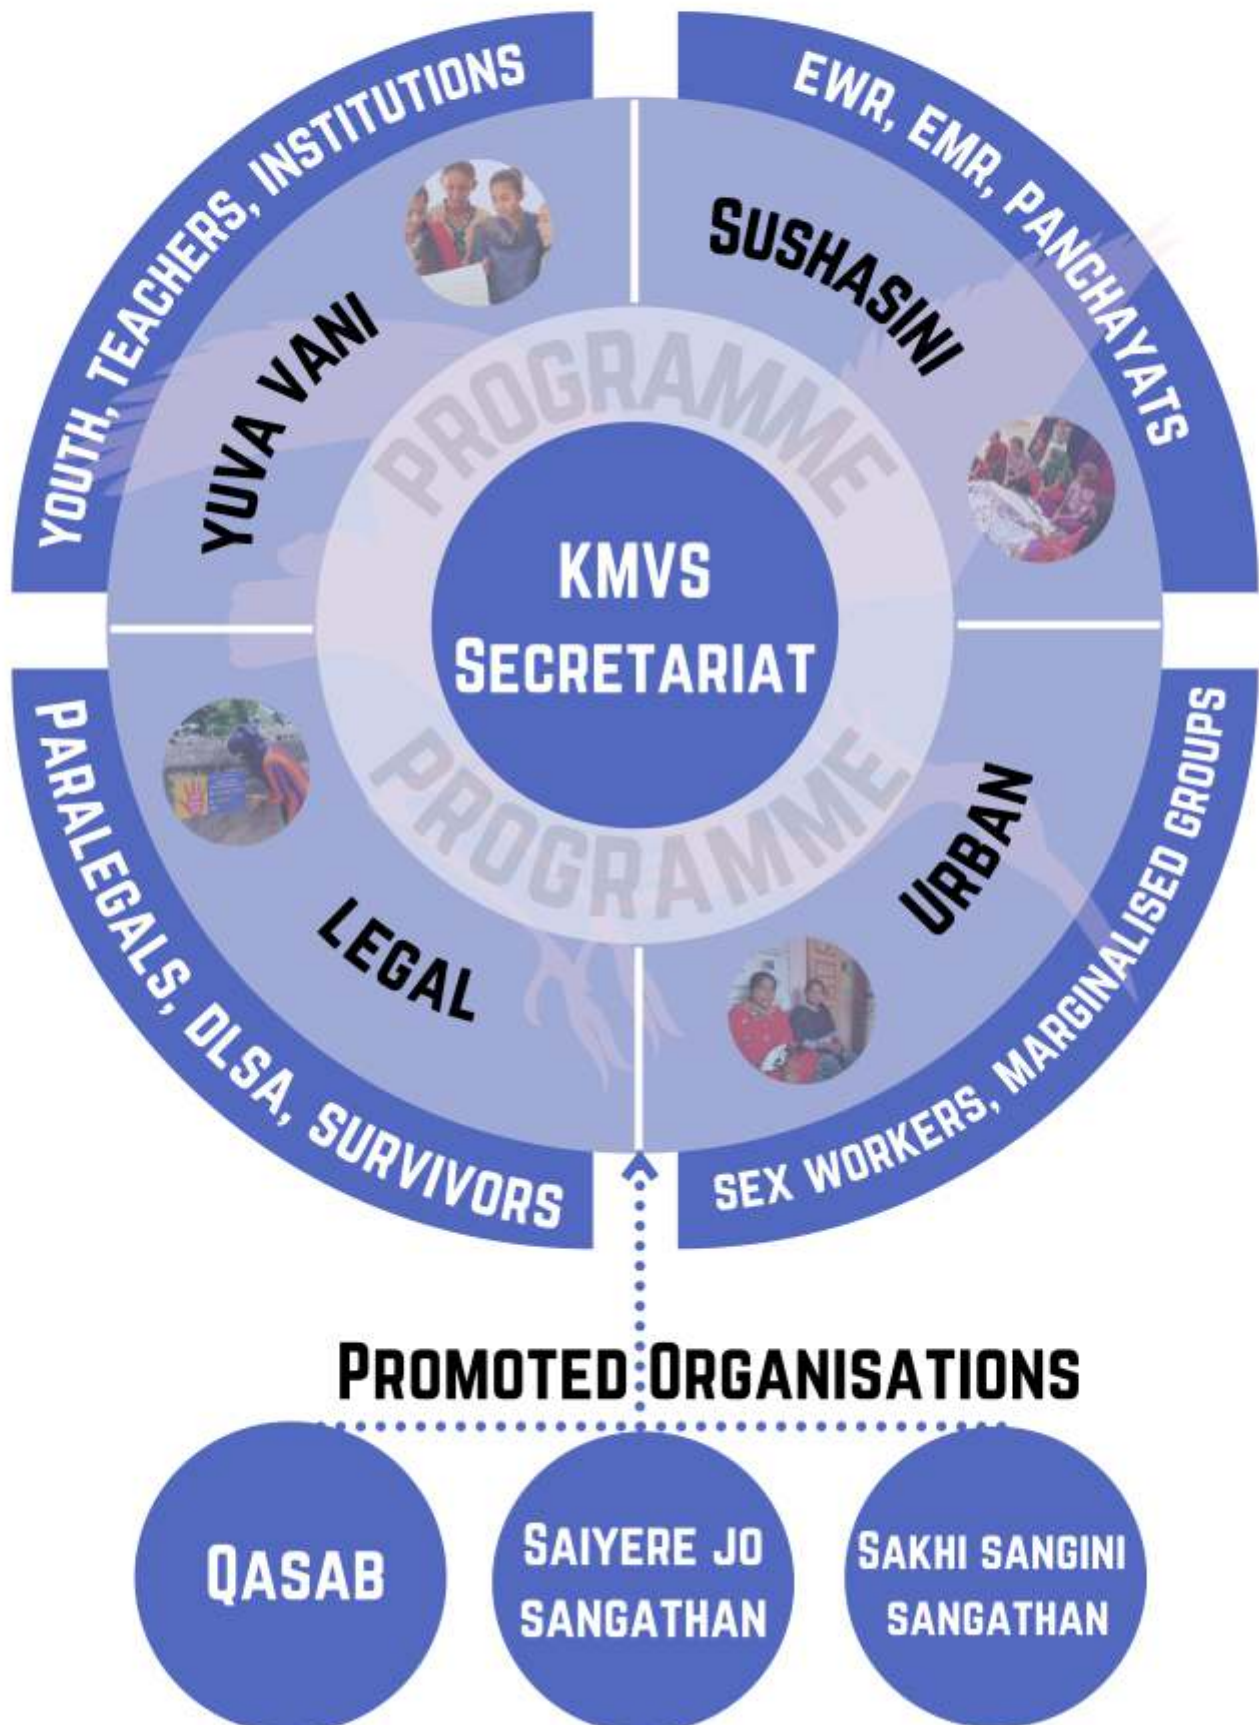 YOUTH, TEACHERS, INSTITUTIONS
EWR, EMR, PANCHAYATS
YUVA VANI
SUSHASINI
PROGRAMME
KMVS
SECRETARIAT
PROGRAMME
LEGAL
URBAN
PARALEGALS, DLSA, SURVIVORS
SEX WORKERS, MARGINALISED GROUPS
PROMOTED ORGANISATIONS
QASAB
SAIYERE JO
SANGATHAN
SAKHI SANGINI
SANGATHAN